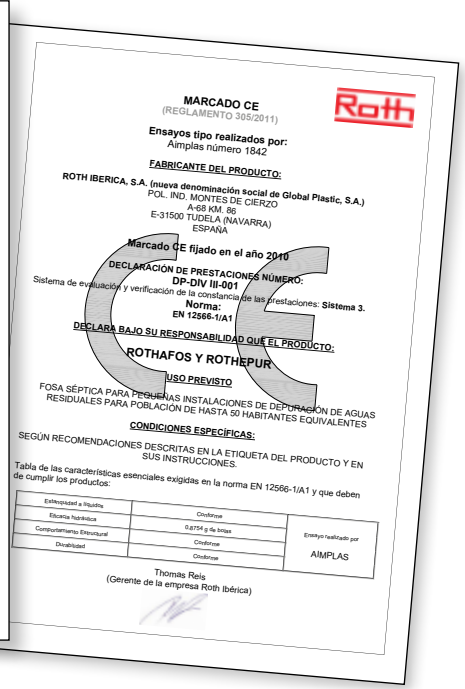 MARCADO CE
(REGLAMENTO 305/2011)
Roth
Ensayos tipo realizados por:
Aimplas número 1842
FABRICANTE DEL PRODUCTO:
ROTH IBERICA, S.A. (nueva denominación social de Global Plastic, S.A.)
POL. IND. MONTES DE CIERZO
A-68 KM. 86
E-31500 TUDELA (NAVARRA)
ESPAÑA
Marcado CE fijado en el año 2010
DECLARACIÓN DE PRESTACIONES NÚMERO:
DP-DIV III-001
Sistema de evaluación y verificación de la constancia de las prestaciones: Sistema 3.
Norma:
EN 12566-1/A1
DECLARA BAJO SU RESPONSABILIDAD QUE EL PRODUCTO:
ROTHAFOS Y ROTHEPUR
USO PREVISTO
FOSA SÉPTICA PARA PEQUEÑAS INSTALACIONES DE DEPURACIÓN DE AGUAS
RESIDUALES PARA POBLACIÓN DE HASTA 50 HABITANTES EQUIVALENTES
CONDICIONES ESPECÍFICAS:
SEGÚN RECOMENDACIONES DESCRITAS EN LA ETIQUETA DEL PRODUCTO Y EN
SUS INSTRUCCIONES.
Tabla de las características esenciales exigidas en la norma EN 12566-1/A1 y que deben
de cumplir los productos:
Estanquidad a líquidos Conforme
Eficacia hidráulica 0.8754 g de bolas
Comportamiento Estructural Conforme
Durabilidad Conforme
Ensayo realizado por
AIMPLAS
Thomas Reis
(Gerente de la empresa Roth Ibérica)